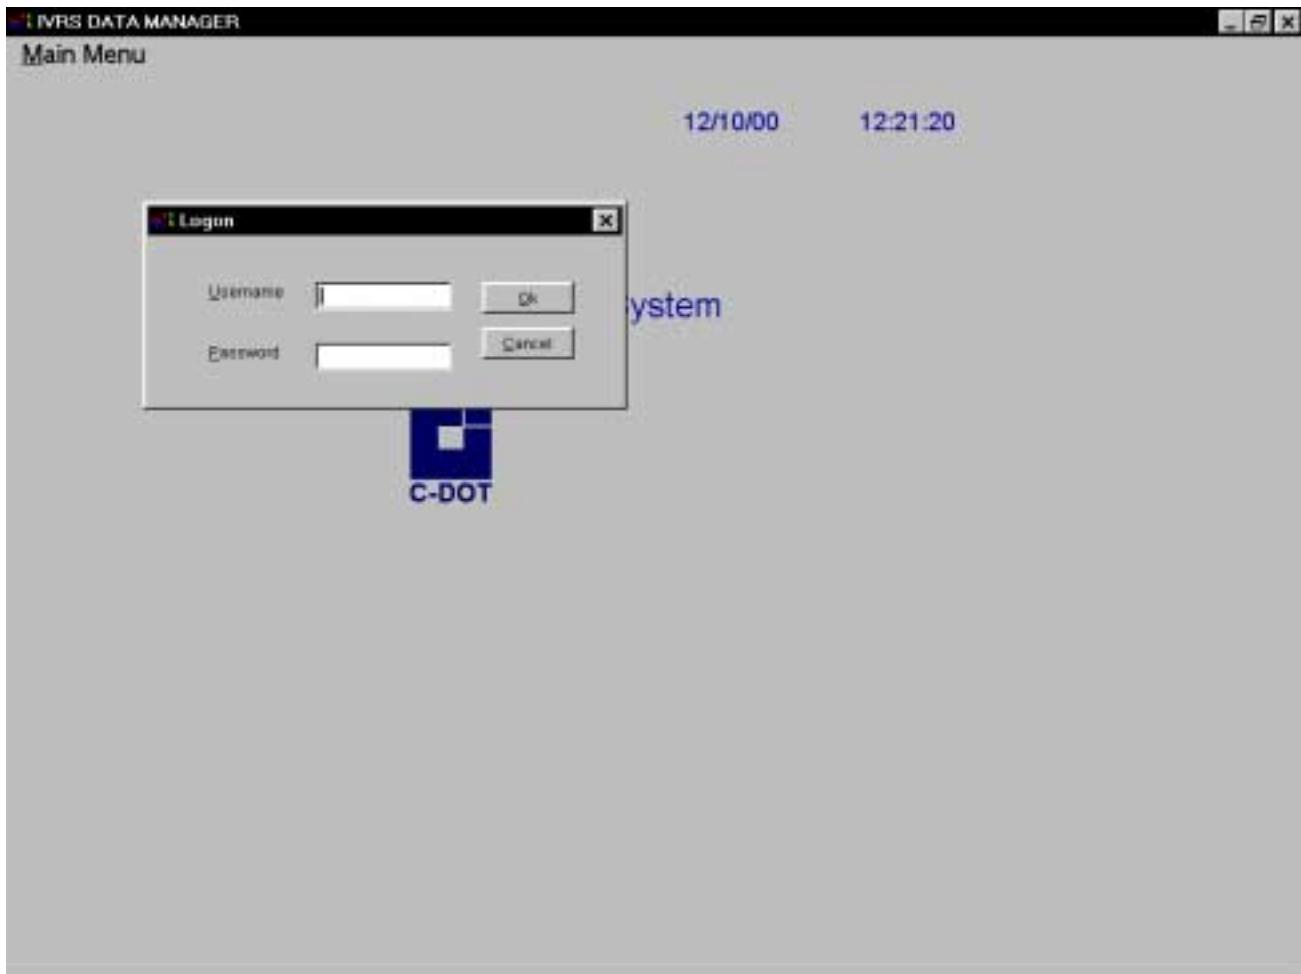 IVRS DATA MANAGER
Main Menu
12/10/00 12:21:20
Logon
Username
Ok
Password
Cancel
ystem
C-DOT